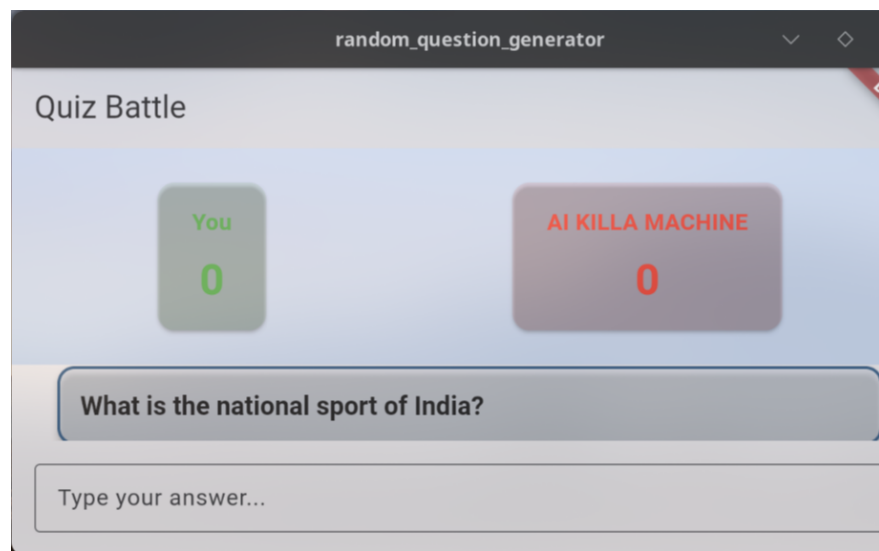 random_question_generator
Quiz Battle
You
0
AI KILLA MACHINE
0
What is the national sport of India?
Type your answer...